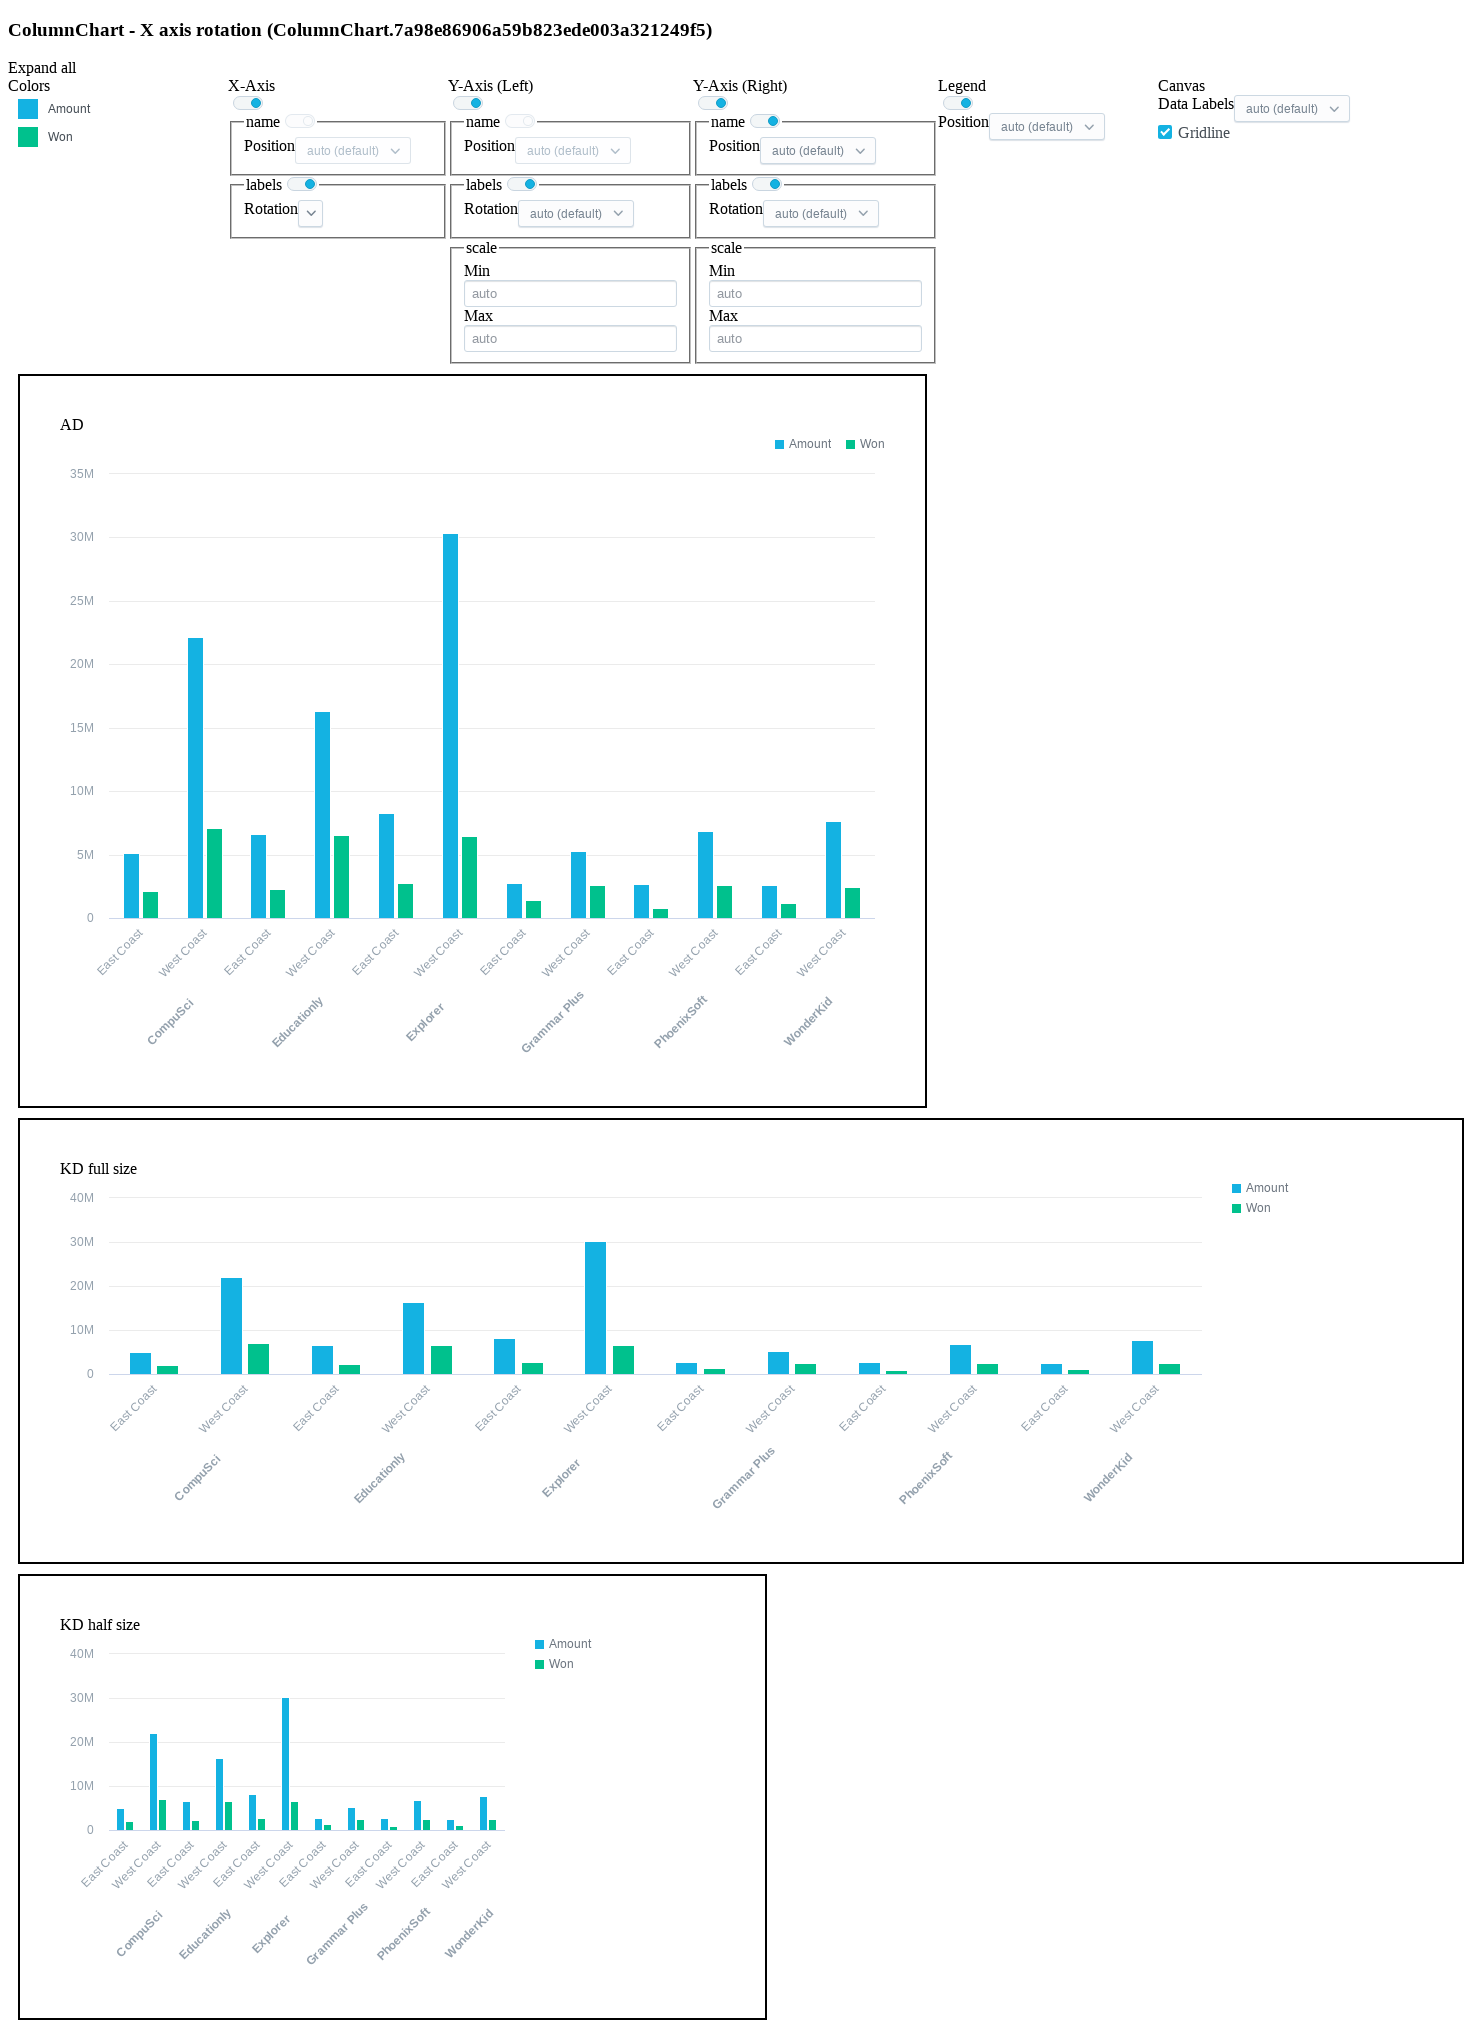 ColumnChart - X axis rotation (ColumnChart.7a98e86906a59b823ede003a321249f5)
Expand all
Colors
Amount
Won
X-Axis
name
Position auto (default)
labels
Rotation
Y-Axis (Left)
name
Position auto (default)
labels
Rotation auto (default)
scale
Min
auto
Max
auto
Y-Axis (Right)
name
Position auto (default)
labels
Rotation auto (default)
scale
Min
auto
Max
auto
Legend
Position auto (default)
Canvas
Data Labels auto (default)
Gridline
AD
Amount Won
35M
30M
25M
20M
15M
10M
5M
0
East Coast West Coast East Coast West Coast East Coast West Coast East Coast West Coast East Coast West Coast East Coast West Coast
CompuSci Educationly Explorer Grammar Plus PhoenixSoft WonderKid
KD full size
Amount
Won
40M
30M
20M
10M
0
East Coast West Coast East Coast West Coast East Coast West Coast East Coast West Coast East Coast West Coast East Coast West Coast
CompuSci Educationly Explorer Grammar Plus PhoenixSoft WonderKid
KD half size
Amount
Won
40M
30M
20M
10M
0
East Coast West Coast East Coast West Coast East Coast West Coast East Coast West Coast East Coast West Coast East Coast West Coast
CompuSci Educationly Explorer Grammar Plus PhoenixSoft WonderKid